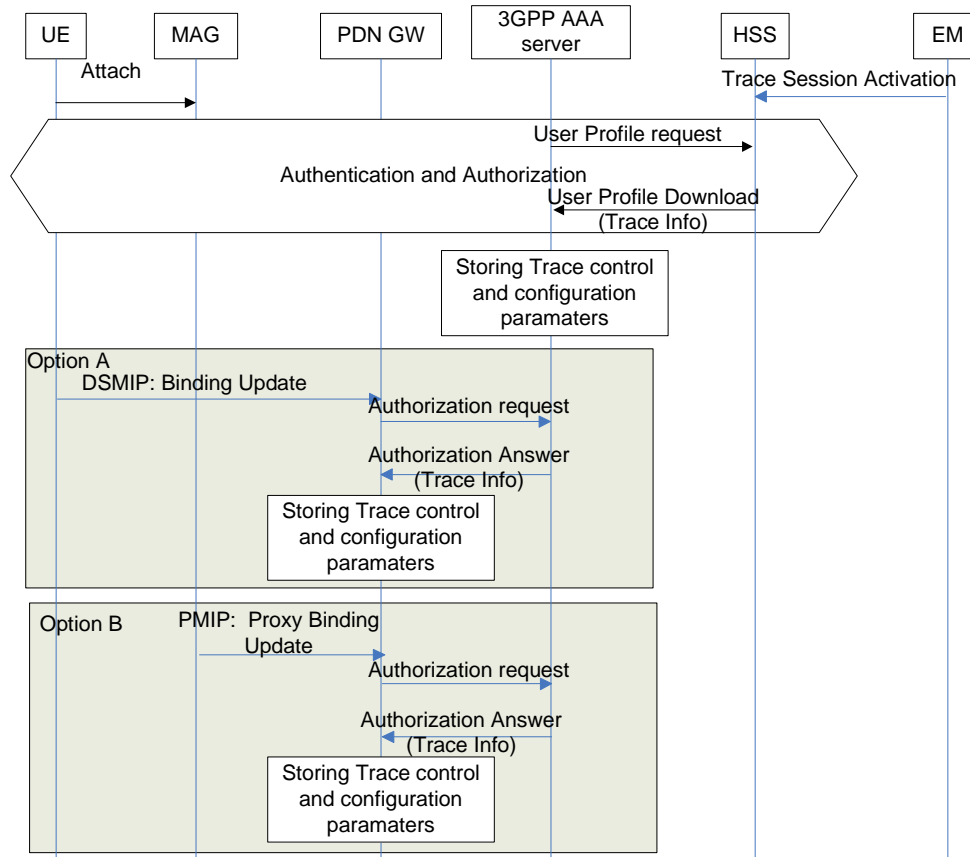 UE
MAG
PDN GW
3GPP AAA
server
HSS
EM
Attach
Trace Session Activation
User Profile request
Authentication and Authorization
User Profile Download
(Trace Info)
Storing Trace control
and configuration
paramaters
Option A
DSMIP: Binding Update
Authorization request
Authorization Answer
(Trace Info)
Storing Trace control
and configuration
paramaters
Option B
PMIP: Proxy Binding
Update
Authorization request
Authorization Answer
(Trace Info)
Storing Trace control
and configuration
paramaters